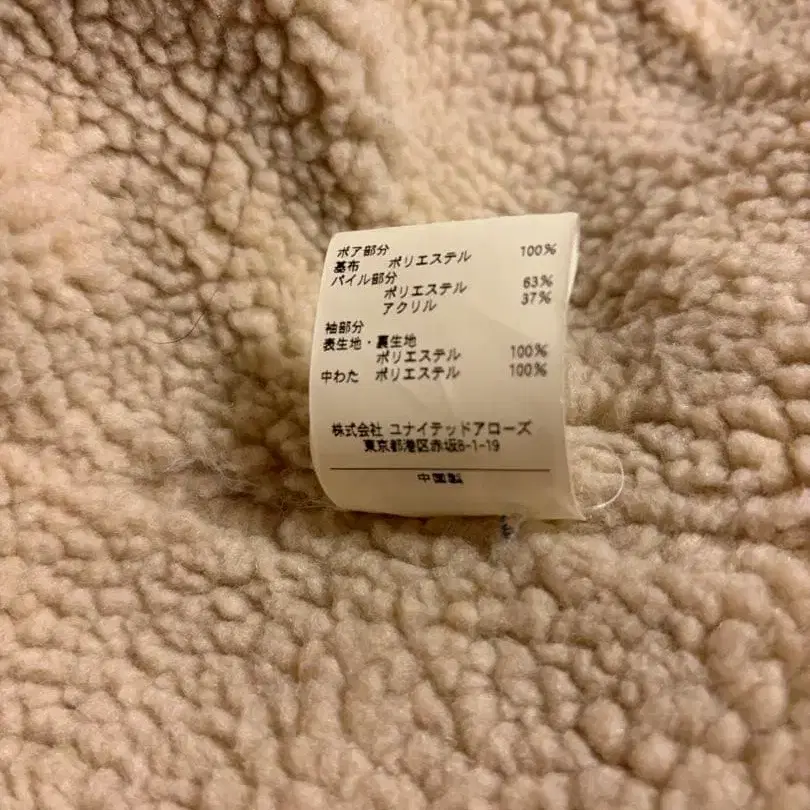 ボア部分
基布 ポリエステル 100%
パイル部分
ポリエステル 63%
アクリル 37%
袖部分
表生地・裏生地
ポリエステル 100%
中わた ポリエステル 100%
株式会社 ユナイテッドアローズ
東京都港区赤坂8-1-19
中国製